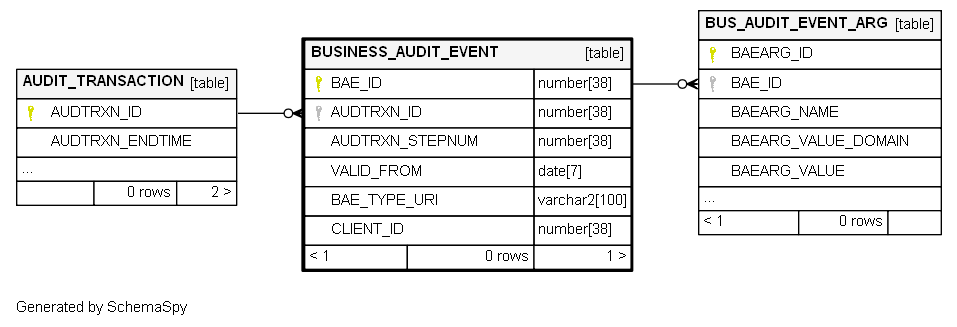 AUDIT_TRANSACTION [table]
AUDTRXN_ID
AUDTRXN_ENDTIME
...
0 rows 2 >
BUSINESS_AUDIT_EVENT [table]
BAE_ID number[38]
AUDTRXN_ID number[38]
AUDTRXN_STEPNUM number[38]
VALID_FROM date[7]
BAE_TYPE_URI varchar2[100]
CLIENT_ID number[38]
< 1 0 rows 1 >
BUS_AUDIT_EVENT_ARG [table]
BAEARG_ID
BAE_ID
BAEARG_NAME
BAEARG_VALUE_DOMAIN
BAEARG_VALUE
...
< 1 0 rows
Generated by SchemaSpy